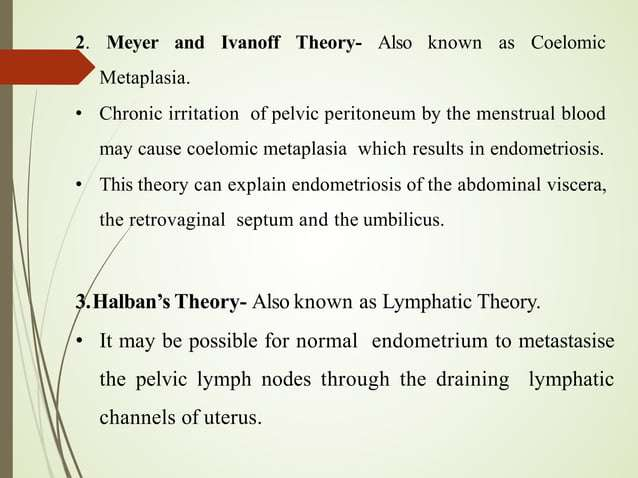 2. Meyer and Ivanoff Theory- Also known as Coelomic
Metaplasia.
• Chronic irritation of pelvic peritoneum by the menstrual blood
may cause coelomic metaplasia which results in endometriosis.
• This theory can explain endometriosis of the abdominal viscera,
the retrovaginal septum and the umbilicus.
3.Halban’s Theory- Also known as Lymphatic Theory.
• It may be possible for normal endometrium to metastasise
the pelvic lymph nodes through the draining lymphatic
channels of uterus.